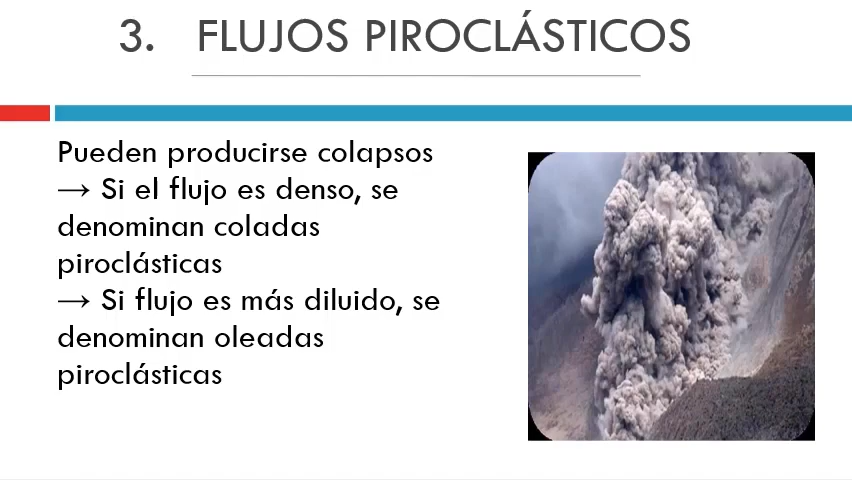 3. FLUJOS PIROCLÁSTICOS
Pueden producirse colapsos
→ Si el flujo es denso, se
denominan coladas
piroclásticas
→ Si flujo es más diluido, se
denominan oleadas
piroclásticas